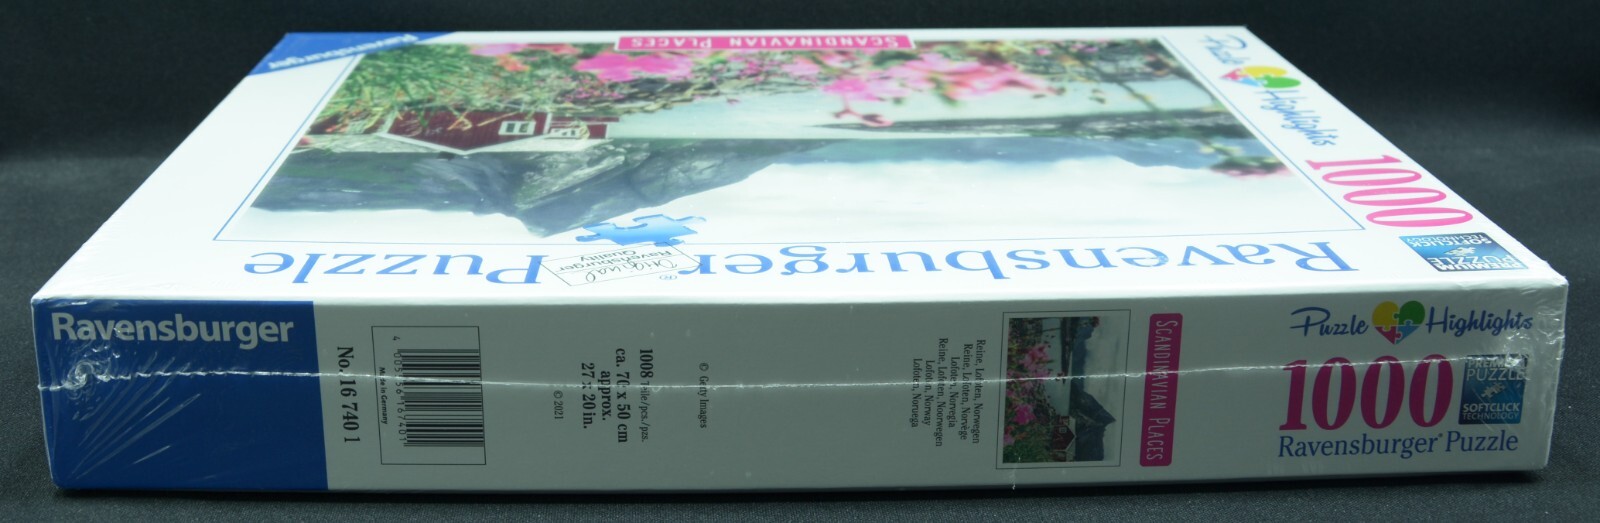 Ravensburger
SCANDINAVIAN PLACES
Puzzle Highlights
1000
PREMIUM
PUZZLE
SOFTCLICK
TECHNOLOGY
Ravensburger® Puzzle
Original
Ravensburger
Quality
Ravensburger
No. 16 740 1
4 005556 167401
Made in Germany
1008 Teile/pcs./pzs.
ca. 70 x 50 cm
approx.
27 x 20 in.
© 2021
© Getty Images
Reine, Lofoten, Norwegen
Reine, Lofoten, Norvège
Lofoten, Norvegia
Lofoten, Norway
Reine, Lofoten, Noorwegen
Lofoten, Noruega
SCANDINAVIAN PLACES
Puzzle Highlights
1000
PREMIUM
PUZZLE
SOFTCLICK
TECHNOLOGY
Ravensburger® Puzzle